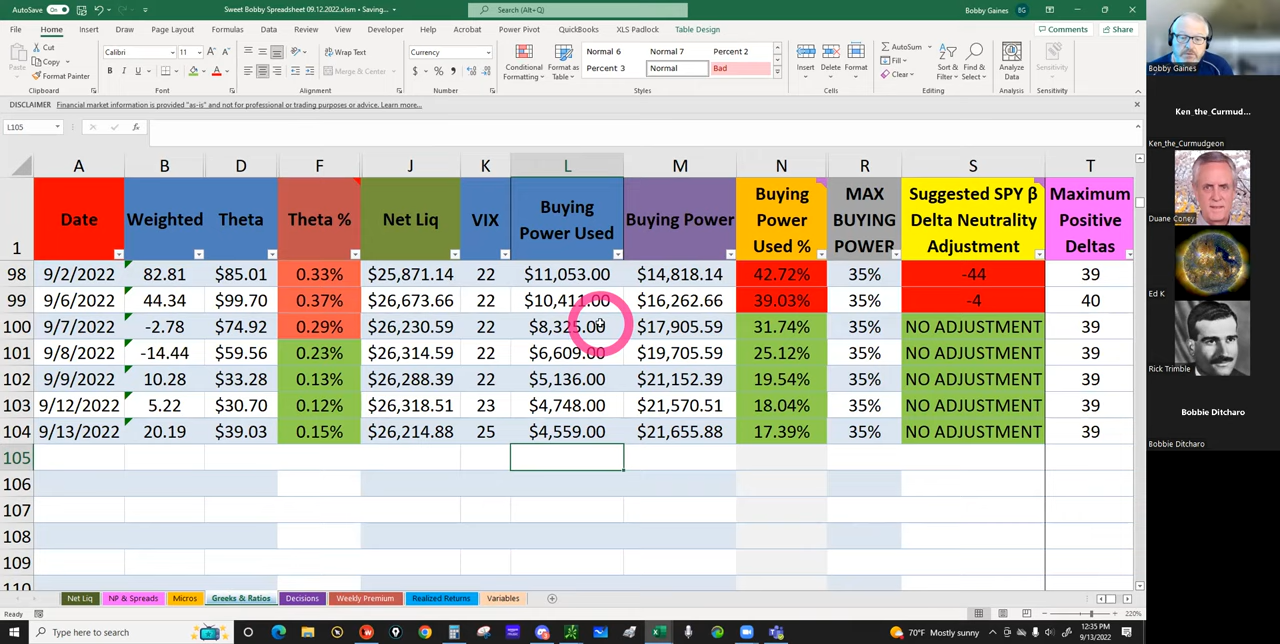 AutoSave On Sweet Bobby Spreadsheet 09.12.2022.xlsm • Saving... Search (Alt+Q) Bobby Gaines BG
File Home Insert Draw Page Layout Formulas Data Review View Developer Help Acrobat Power Pivot QuickBooks XLS Padlock Table Design Comments Share
Paste Cut Copy Format Painter Clipboard
Calibri 11 B I U Font
Wrap Text Merge & Center Alignment
Currency $ % Number
Conditional Formatting Format as Table
Normal 6 Normal 7 Percent 2
Percent 3 Normal Bad
Styles
Insert Delete Format Cells
AutoSum Fill Clear Sort & Filter Find & Select Editing
Analyze Data Analysis Sensitivity Sensitivity
DISCLAIMER Financial market information is provided "as-is" and not for professional or trading purposes or advice. Learn more...
L105 fx
A B D F J K L M N R S T
1 Date Weighted Theta Theta % Net Liq VIX Buying Power Used Buying Power Buying Power Used % MAX BUYING POWER Suggested SPY β Delta Neutrality Adjustment Maximum Positive Deltas
98 9/2/2022 82.81 $85.01 0.33% $25,871.14 22 $11,053.00 $14,818.14 42.72% 35% -44 39
99 9/6/2022 44.34 $99.70 0.37% $26,673.66 22 $10,411.00 $16,262.66 39.03% 35% -4 40
100 9/7/2022 -2.78 $74.92 0.29% $26,230.59 22 $8,325.00 $17,905.59 31.74% 35% NO ADJUSTMENT 39
101 9/8/2022 -14.44 $59.56 0.23% $26,314.59 22 $6,609.00 $19,705.59 25.12% 35% NO ADJUSTMENT 39
102 9/9/2022 10.28 $33.28 0.13% $26,288.39 22 $5,136.00 $21,152.39 19.54% 35% NO ADJUSTMENT 39
103 9/12/2022 5.22 $30.70 0.12% $26,318.51 23 $4,748.00 $21,570.51 18.04% 35% NO ADJUSTMENT 39
104 9/13/2022 20.19 $39.03 0.15% $26,214.88 25 $4,559.00 $21,655.88 17.39% 35% NO ADJUSTMENT 39
105
106
107
108
109
110
Net Liq NP & Spreads Micros Greeks & Ratios Decisions Weekly Premium Realized Returns Variables
Ready 220%
Type here to search 70°F Mostly sunny 12:35 PM
9/13/2022
Bobby Gaines
Ken_the_Curmud...
Ken_the_Curmudgeon
Duane Coney
Ed K
Rick Trimble
Bobbie Ditcharo
Bobbie Ditcharo